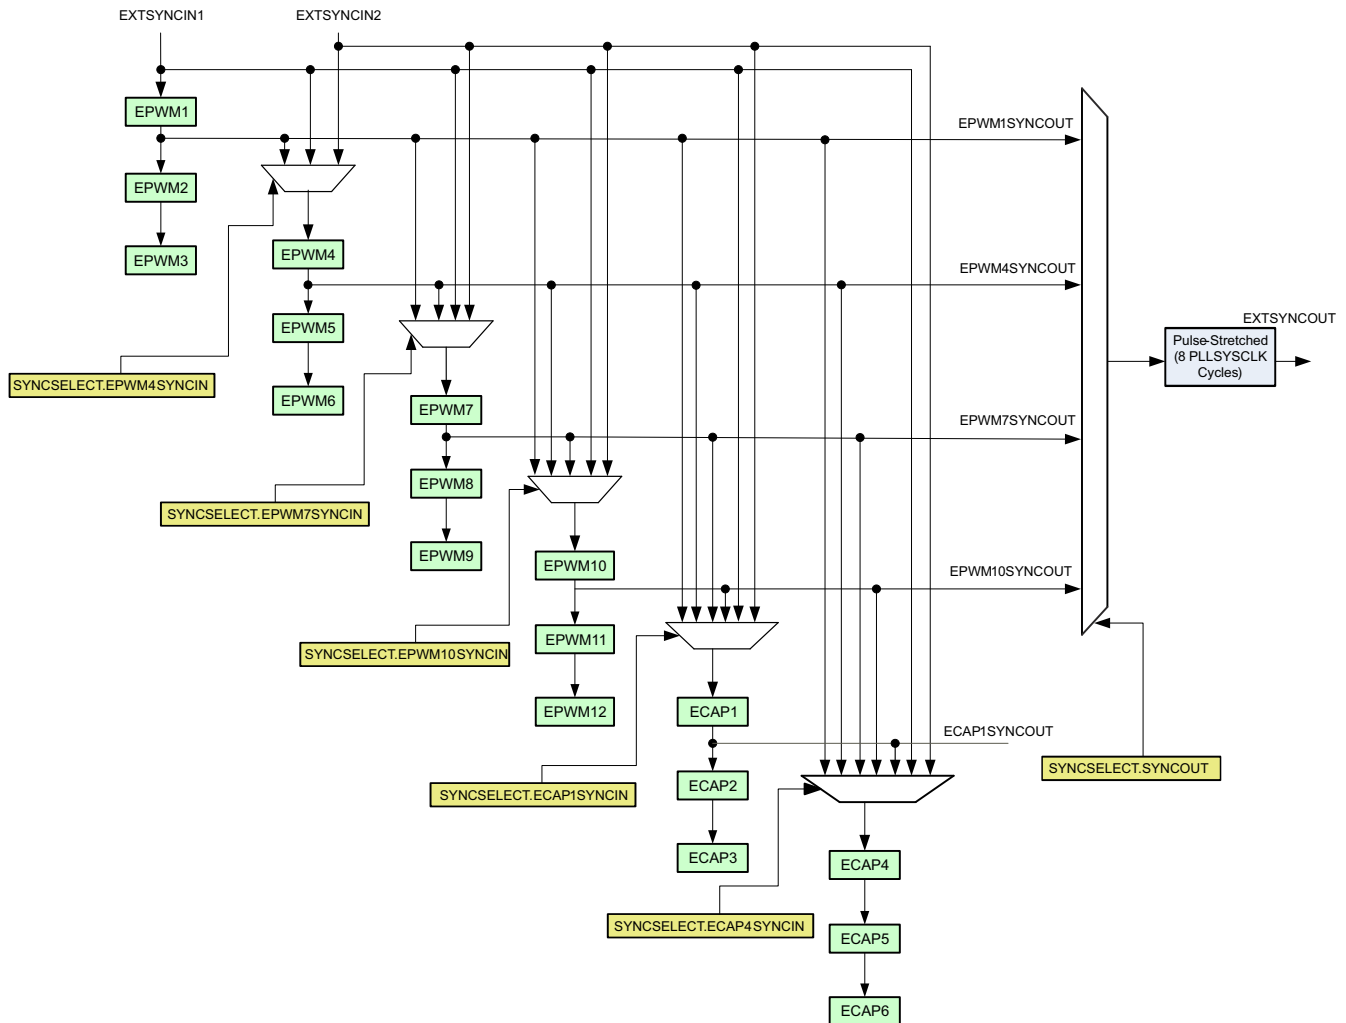 EXTSYNCIN1
EXTSYNCIN2
EPWM1
EPWM1SYNCOUT
EPWM2
EPWM3
EPWM4
EPWM4SYNCOUT
EPWM5
EXTSYNCOUT
Pulse-Stretched
(8 PLLSYSCLK
Cycles)
SYNCSELECT.EPWM4SYNCIN
EPWM6
EPWM7
EPWM7SYNCOUT
EPWM8
SYNCSELECT.EPWM7SYNCIN
EPWM9
EPWM10
EPWM10SYNCOUT
EPWM11
SYNCSELECT.EPWM10SYNCIN
EPWM12
ECAP1
ECAP1SYNCOUT
SYNCSELECT.SYNCOUT
ECAP2
SYNCSELECT.ECAP1SYNCIN
ECAP3
ECAP4
SYNCSELECT.ECAP4SYNCIN
ECAP5
ECAP6